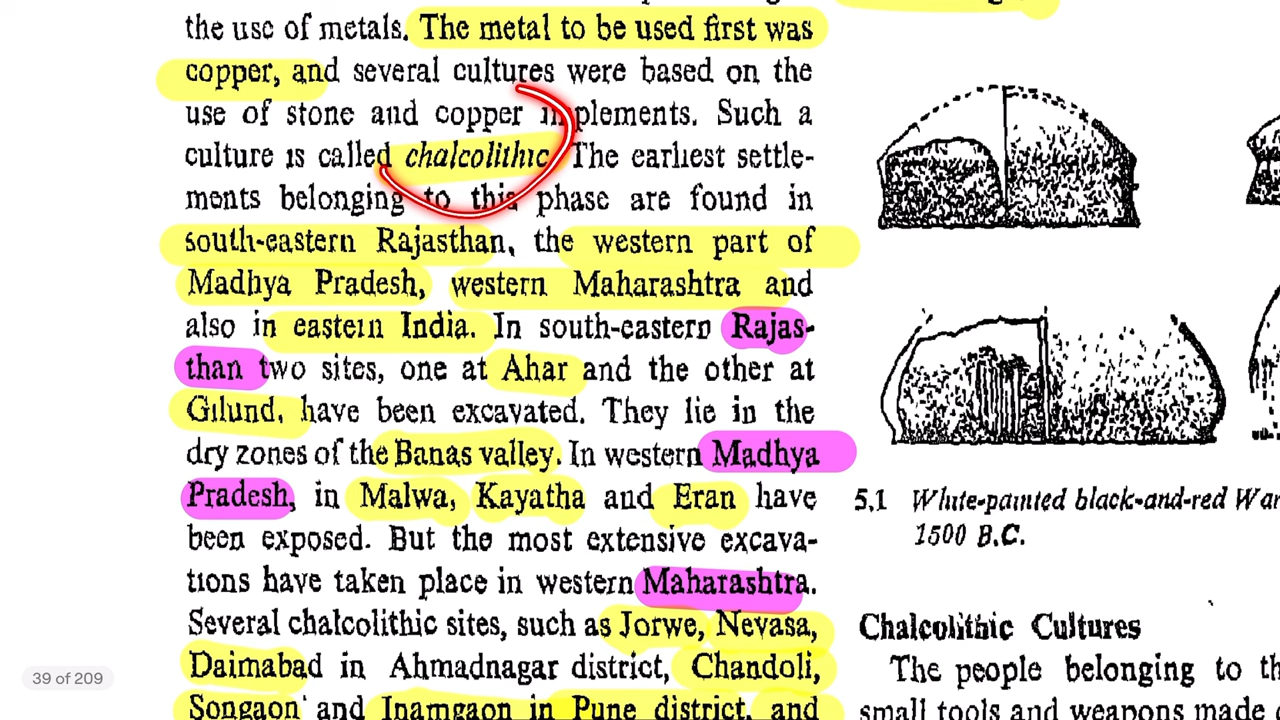 the use of metals. The metal to be used first was
copper, and several cultures were based on the
use of stone and copper implements. Such a
culture is called chalcolithic. The earliest settle-
ments belonging to this phase are found in
south-eastern Rajasthan, the western part of
Madhya Pradesh, western Maharashtra and
also in eastern India. In south-eastern Rajas-
than two sites, one at Ahar and the other at
Gilund, have been excavated. They lie in the
dry zones of the Banas valley. In western Madhya
Pradesh, in Malwa, Kayatha and Eran have
been exposed. But the most extensive excava-
tions have taken place in western Maharashtra.
Several chalcolithic sites, such as Jorwe, Nevasa,
Daimabad in Ahmadnagar district, Chandoli,
Songaon and Inamgaon in Pune district, and
39 of 209
5.1 White-painted black-and-red War
1500 B.C.
Chalcolithic Cultures
The people belonging to th
small tools and weapons made